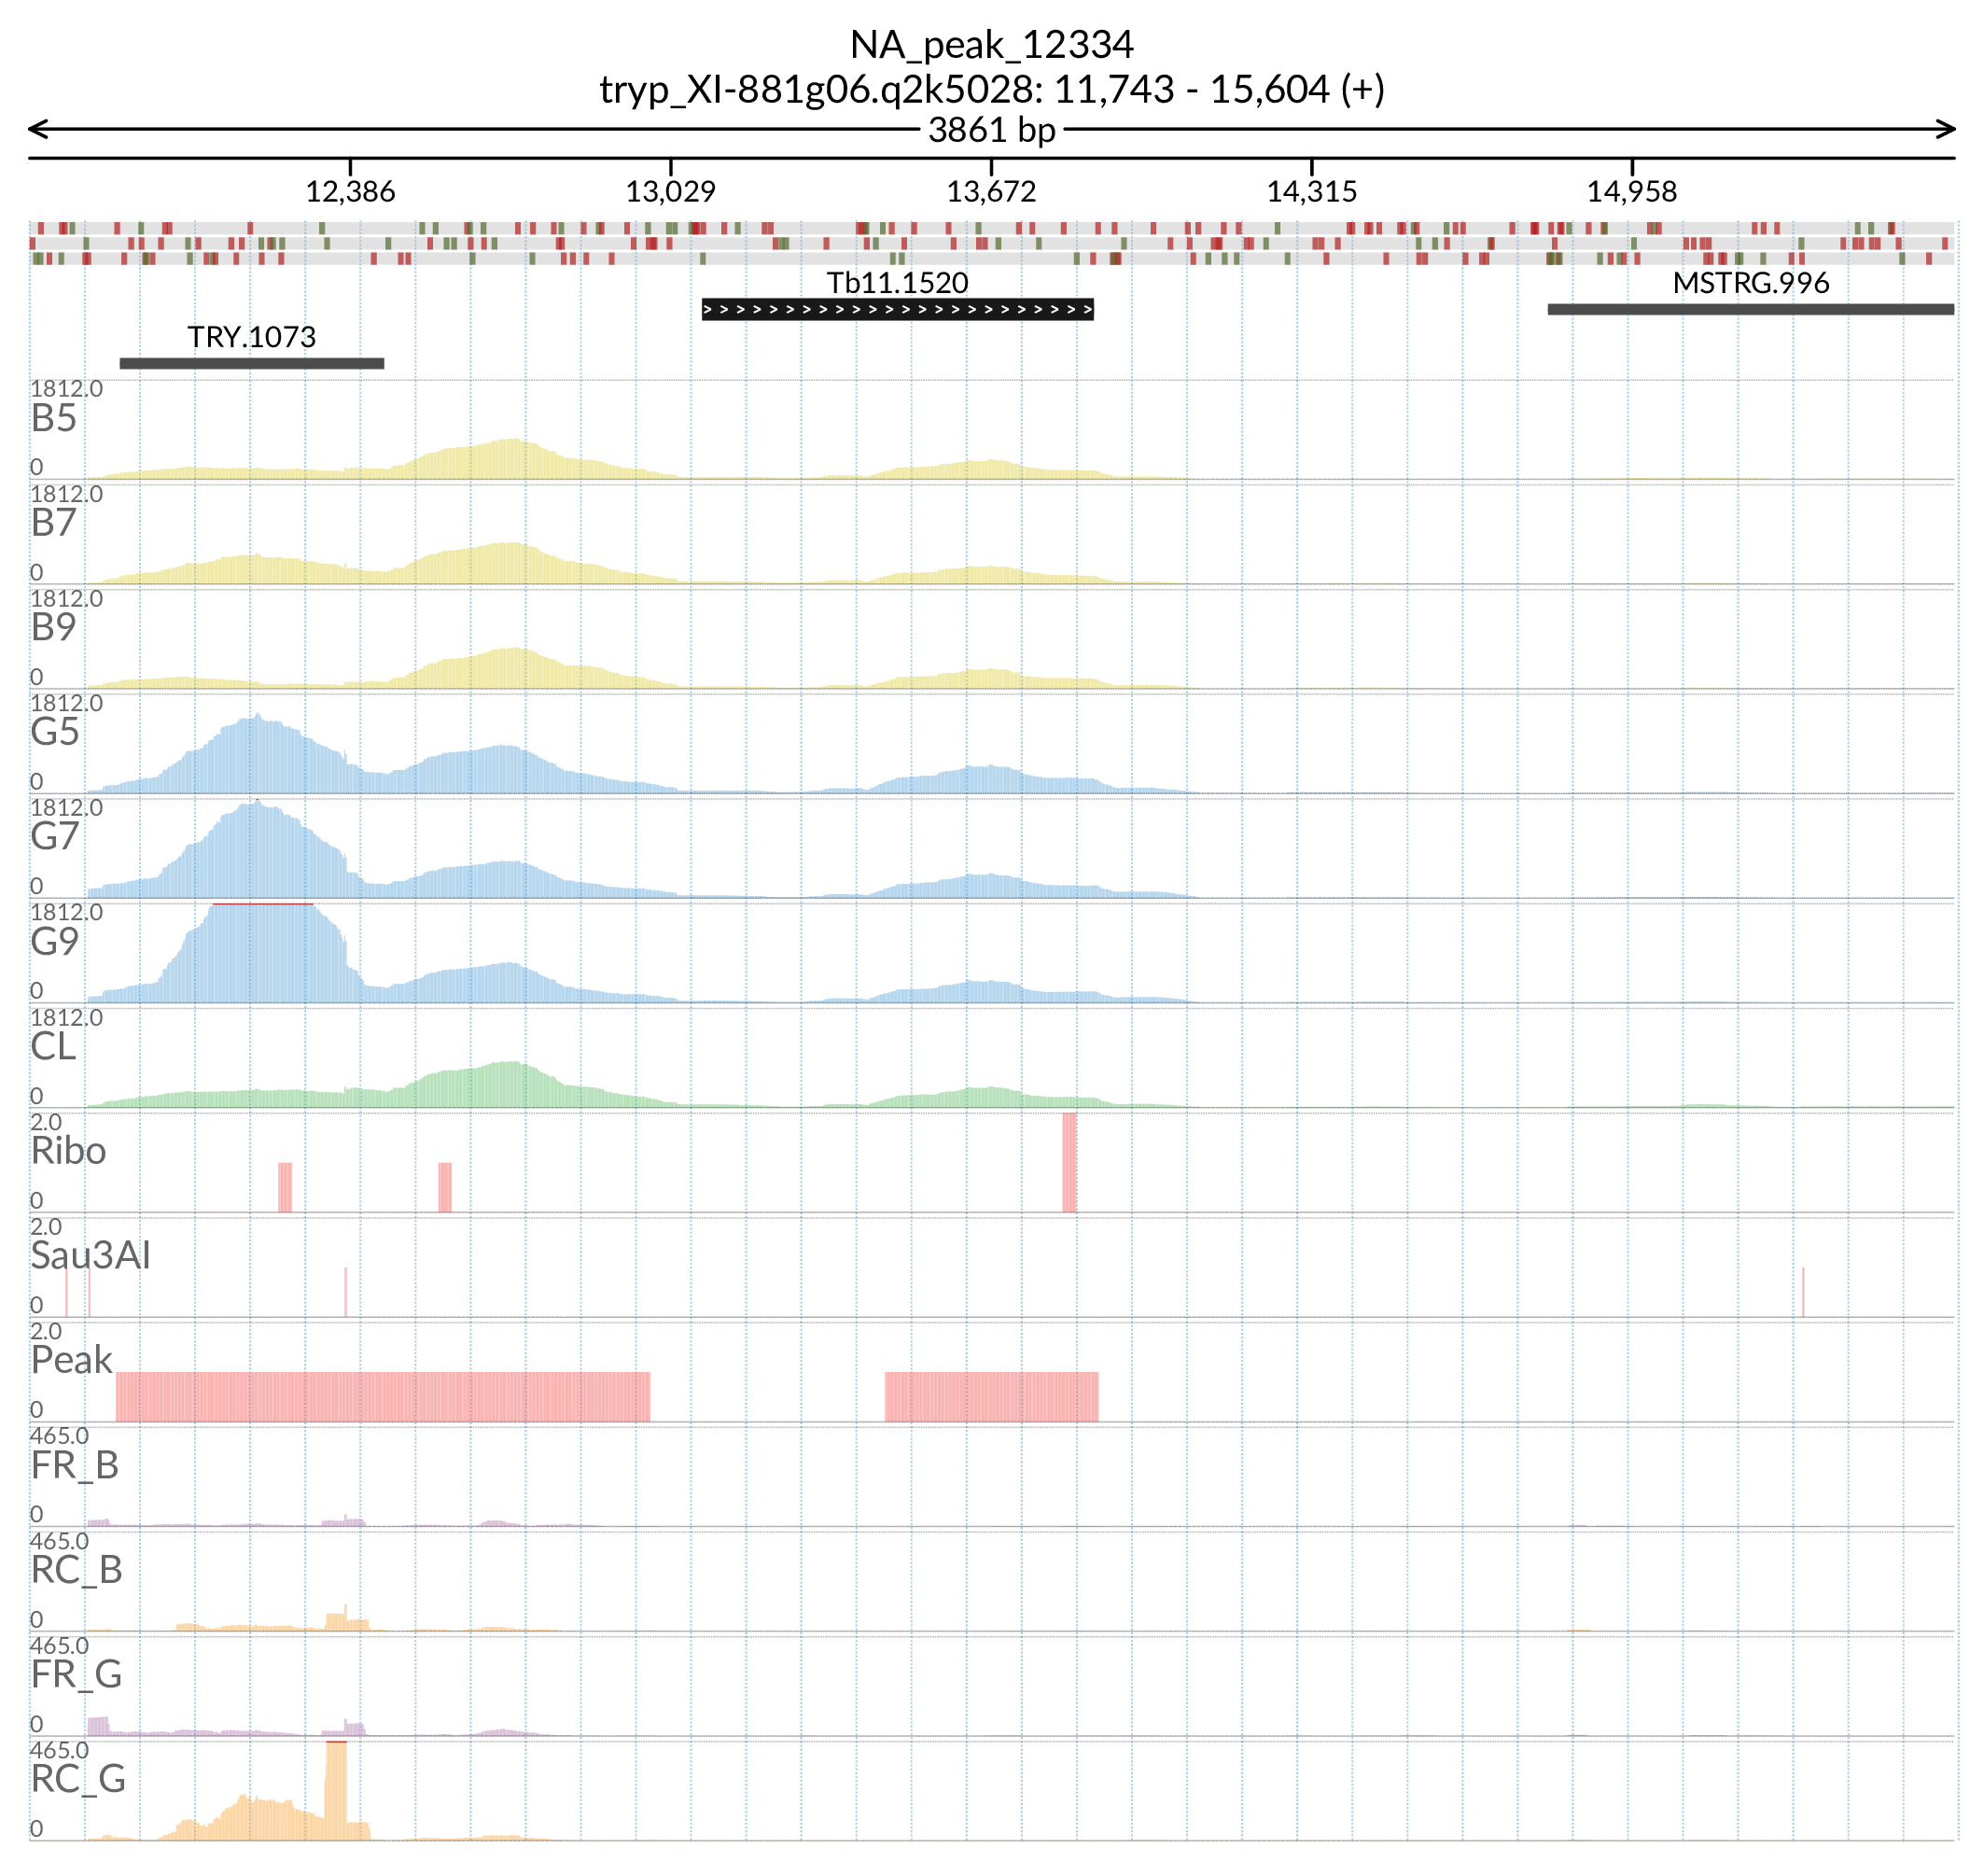 NA_peak_12334
tryp_XI-881g06.q2k5028: 11,743 - 15,604 (+)
3861 bp
12,386 13,029 13,672 14,315 14,958
Tb11.1520 MSTRG.996
> > > > > > > > > > > > > > > > > > > > > > > >
TRY.1073
1812.0
B5
0
1812.0
B7
0
1812.0
B9
0
1812.0
G5
0
1812.0
G7
0
1812.0
G9
0
1812.0
CL
0
2.0
Ribo
0
2.0
Sau3AI
0
2.0
Peak
0
465.0
FR_B
0
465.0
RC_B
0
465.0
FR_G
0
465.0
RC_G
0